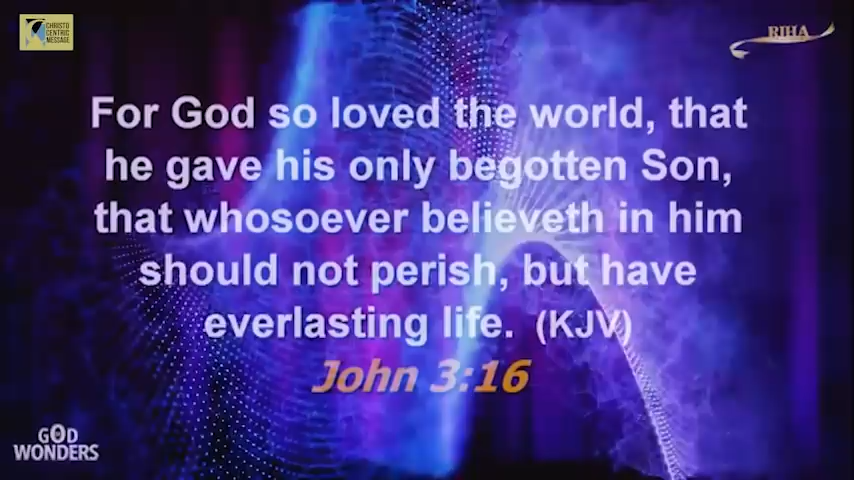 CHRISTO
CENTRIC
MESSAGE
RIHA
For God so loved the world, that
he gave his only begotten Son,
that whosoever believeth in him
should not perish, but have
everlasting life. (KJV)
John 3:16
GOD
WONDERS